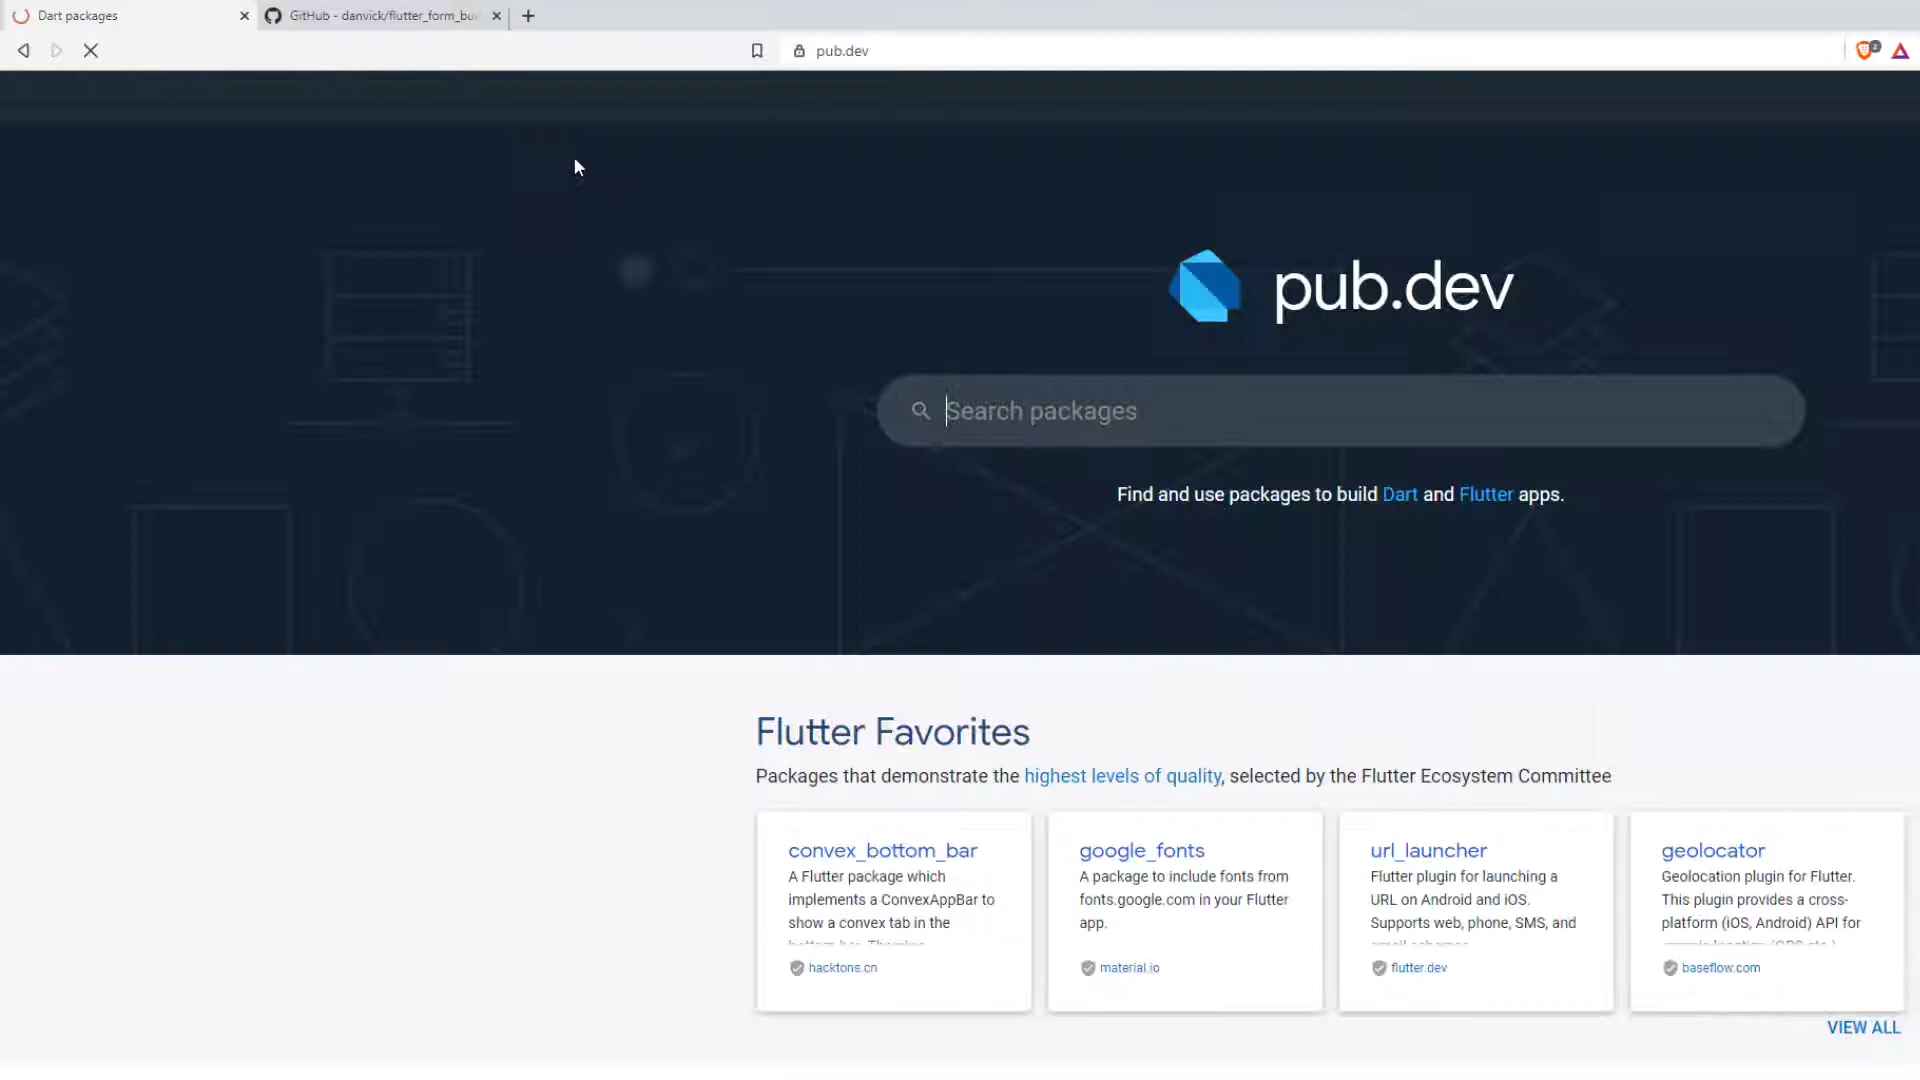 Dart packages
GitHub - danvick/flutter_form_bu
pub.dev
2
pub.dev
Search packages
Find and use packages to build Dart and Flutter apps.
Flutter Favorites
Packages that demonstrate the highest levels of quality, selected by the Flutter Ecosystem Committee
convex_bottom_bar
A Flutter package which
implements a ConvexAppBar to
show a convex tab in the
hacktons.cn
google_fonts
A package to include fonts from
fonts.google.com in your Flutter
app.
material.io
url_launcher
Flutter plugin for launching a
URL on Android and iOS.
Supports web, phone, SMS, and
flutter.dev
geolocator
Geolocation plugin for Flutter.
This plugin provides a cross-
platform (iOS, Android) API for
baseflow.com
VIEW ALL